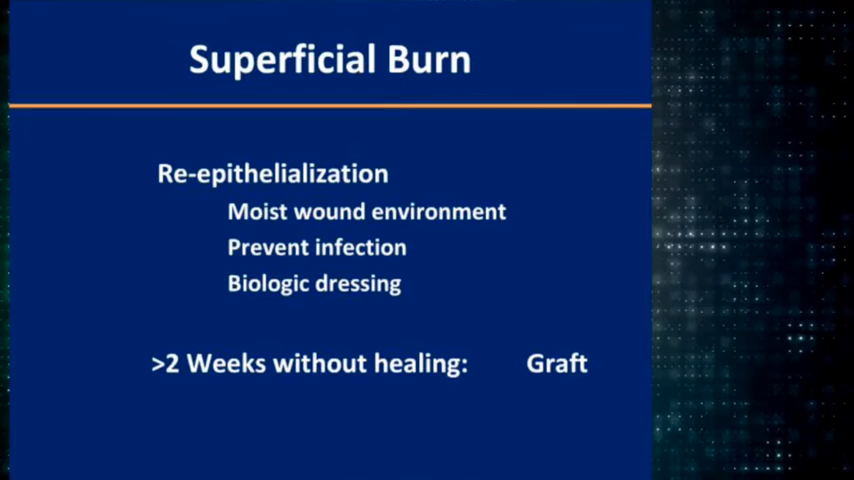 Superficial Burn
Re-epithelialization
Moist wound environment
Prevent infection
Biologic dressing
>2 Weeks without healing: Graft